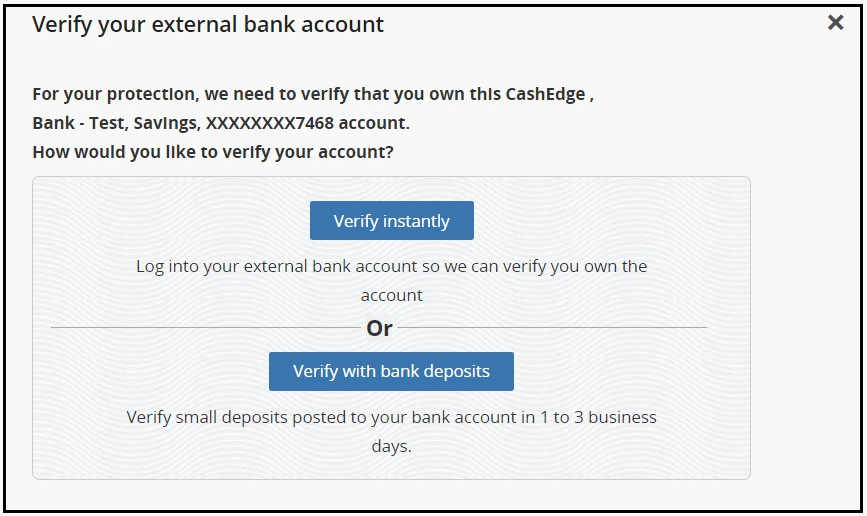 Verify your external bank account
For your protection, we need to verify that you own this CashEdge ,
Bank - Test, Savings, XXXXXXXX7468 account.
How would you like to verify your account?
Verify instantly
Log into your external bank account so we can verify you own the
account
Or
Verify with bank deposits
Verify small deposits posted to your bank account in 1 to 3 business
days.